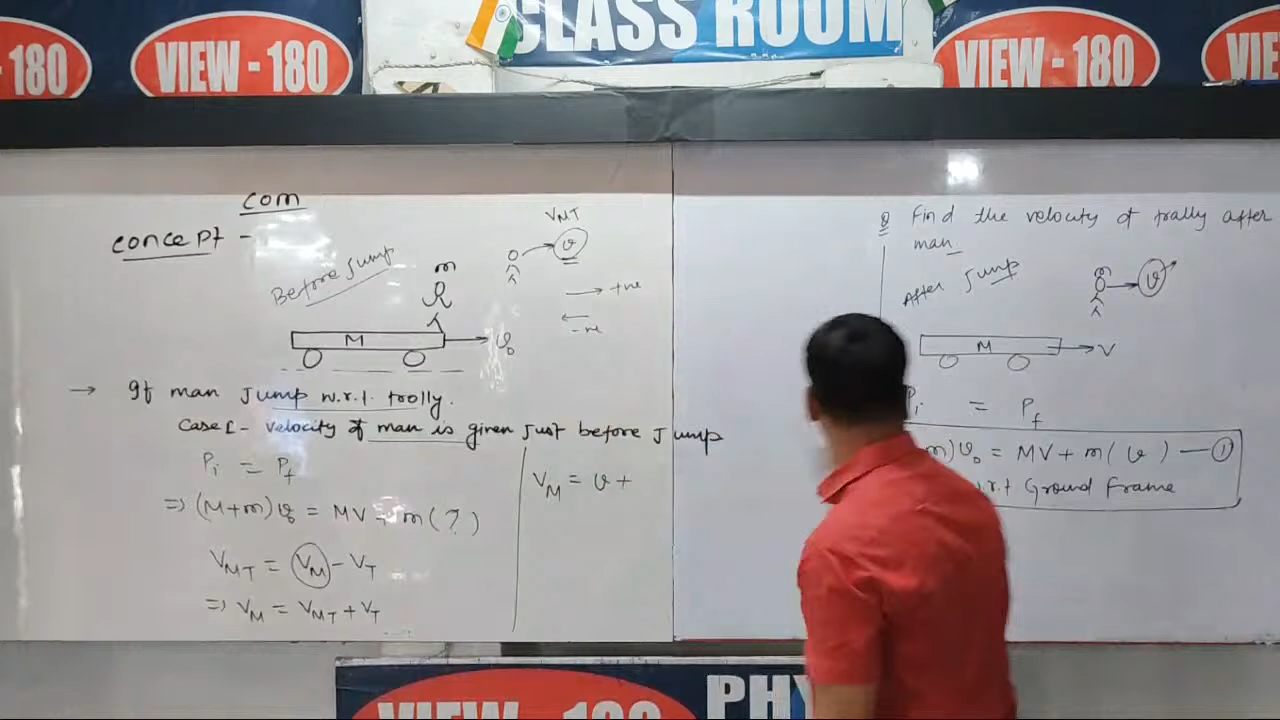 - 180
VIEW - 180
CLASS ROOM
VIEW - 180
VIE
com
concept -
VMT
v
Before Jump
m
+ve
-ve
M
v₀
→ If man Jump w.r.t. trolly.
Case I - velocity of man is given Just before Jump
Pi = Pf
⇒ (M+m)v₀ = MV + m(?)
VMT = VM - VT
⇒ VM = VMT + VT
VM = v +
Q Find the velocity of trally after
man
After Jump
m
v
M
V
Pi = Pf
m)v₀ = MV + m( v ) — ①
w.r.t Ground Frame
VIEW - 180
PHY